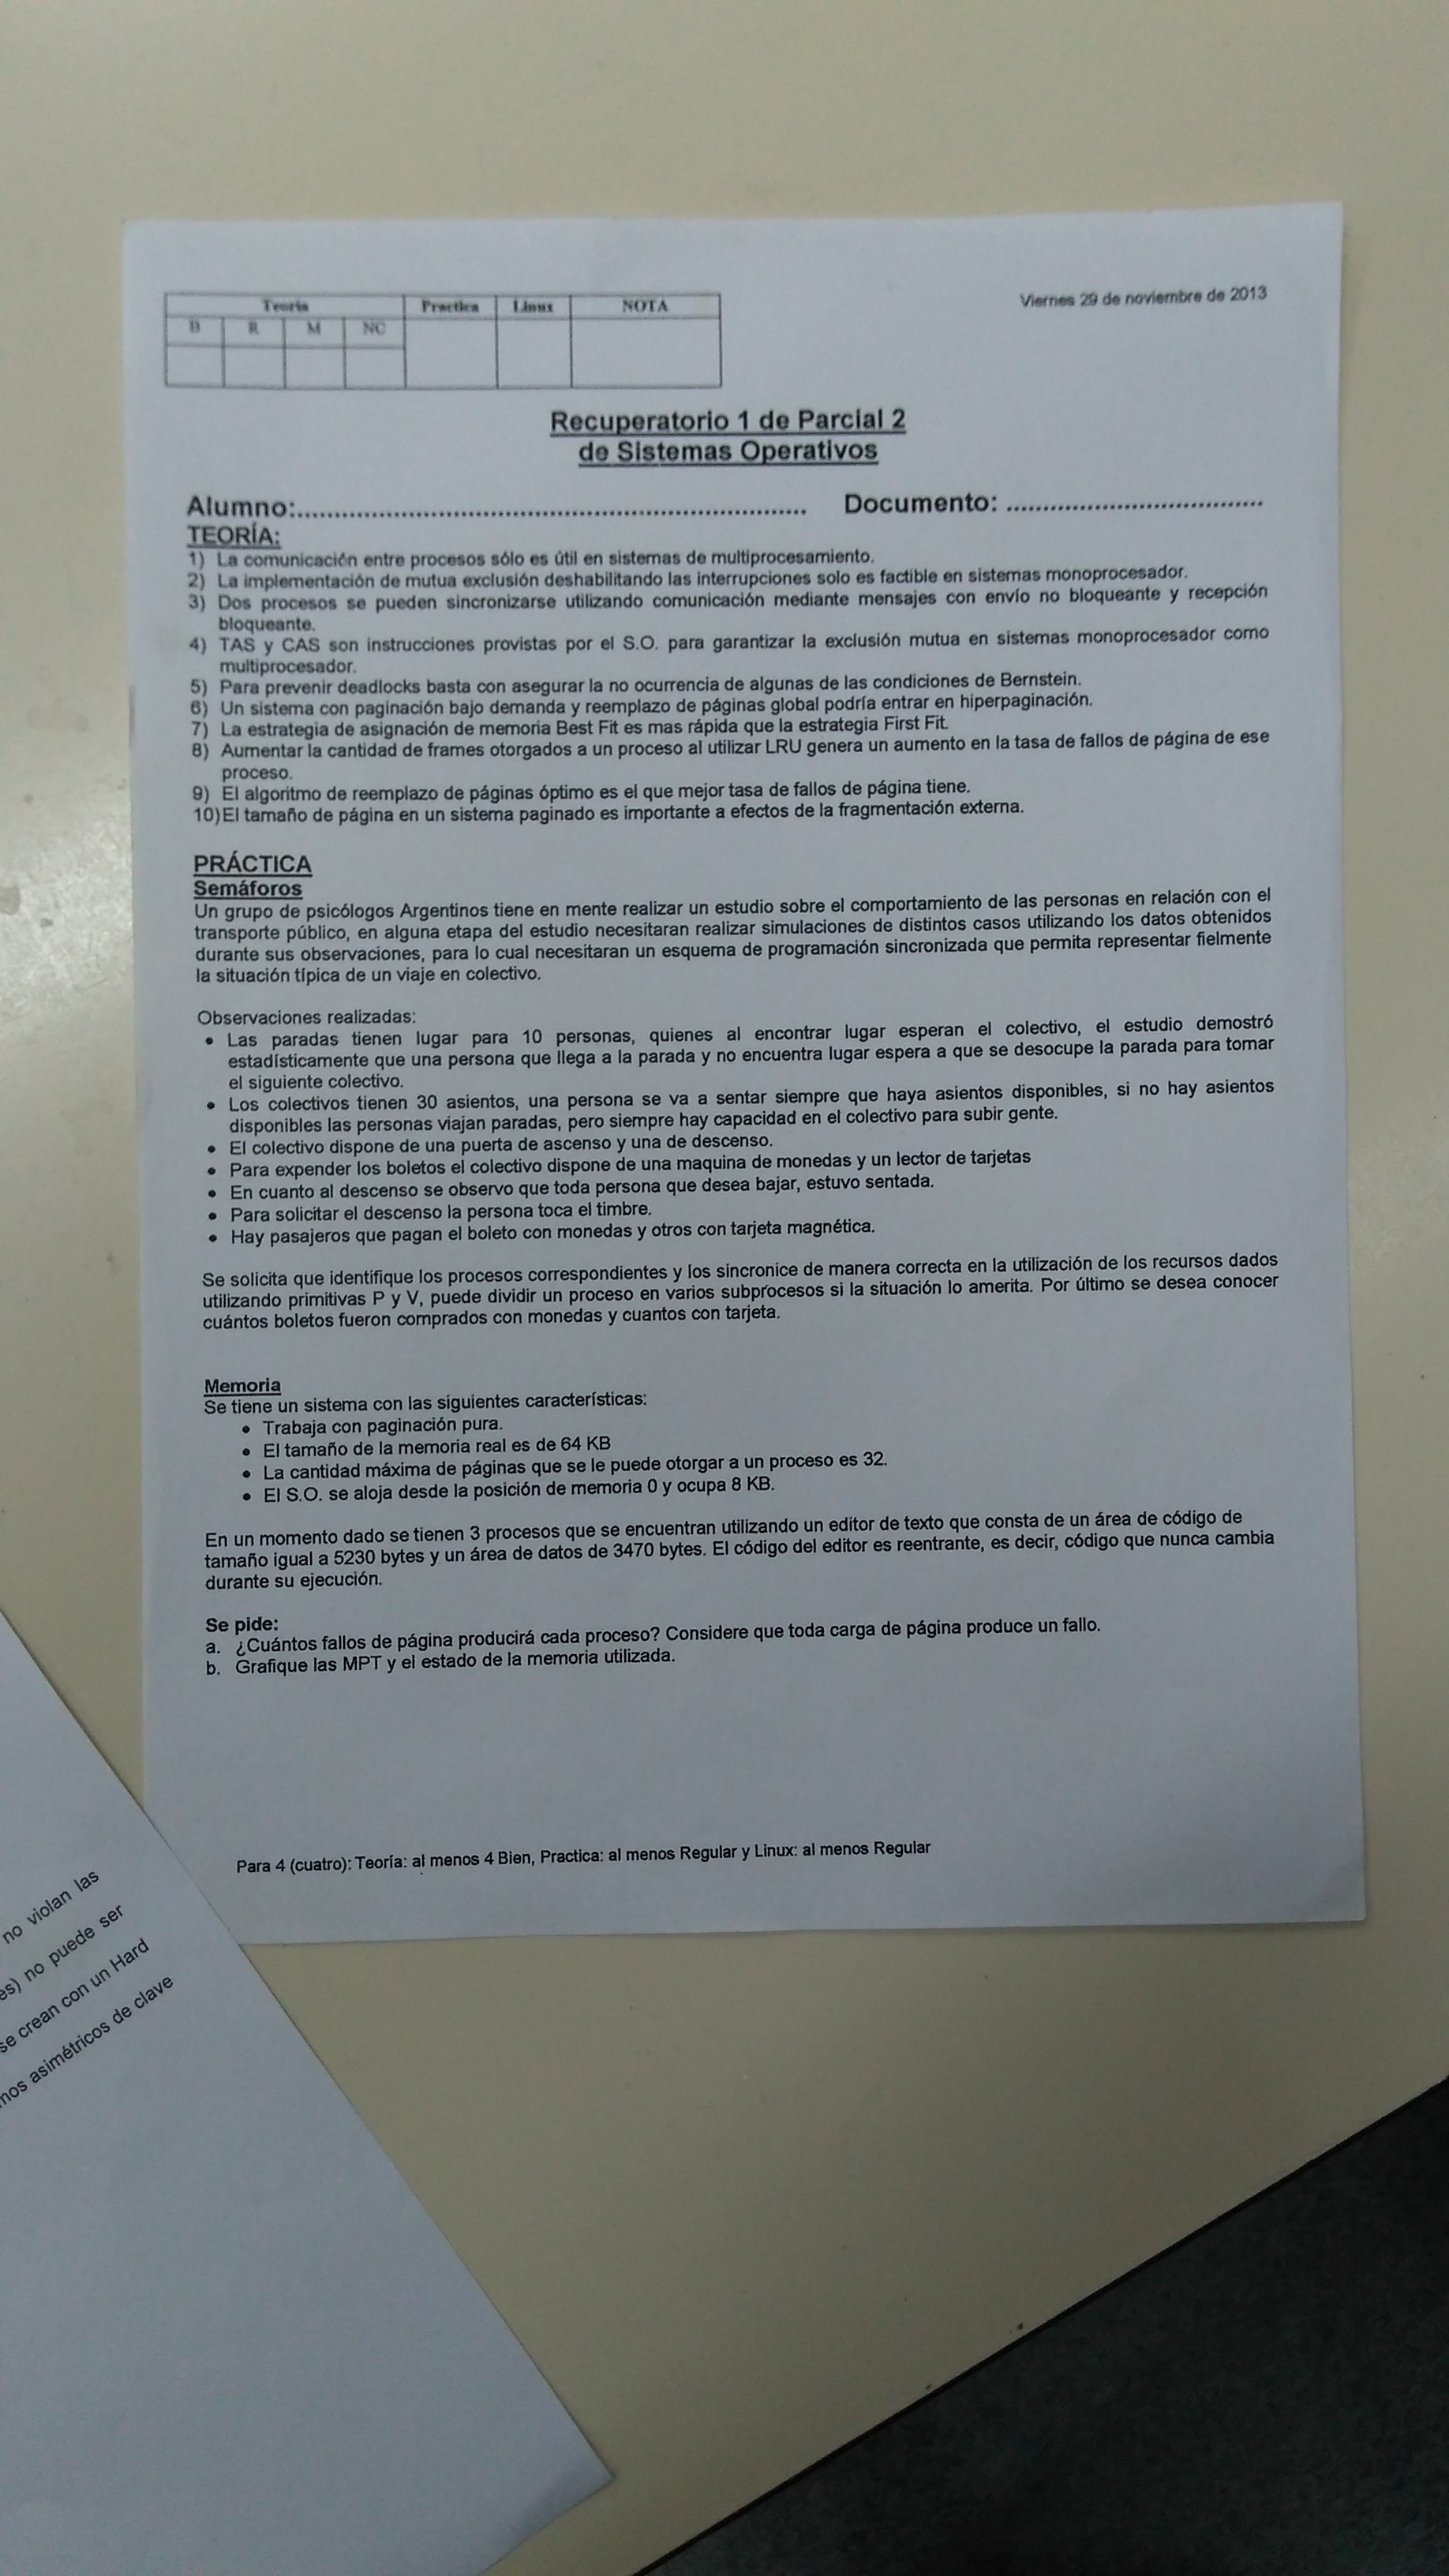 Teoría Practica Linux NOTA
B R M NC
Viernes 29 de noviembre de 2013
Recuperatorio 1 de Parcial 2
de Sistemas Operativos
Alumno:..................................................................... Documento: ...................................
TEORÍA:
1) La comunicación entre procesos sólo es útil en sistemas de multiprocesamiento.
2) La implementación de mutua exclusión deshabilitando las interrupciones solo es factible en sistemas monoprocesador.
3) Dos procesos se pueden sincronizarse utilizando comunicación mediante mensajes con envío no bloqueante y recepción
bloqueante.
4) TAS y CAS son instrucciones provistas por el S.O. para garantizar la exclusión mutua en sistemas monoprocesador como
multiprocesador.
5) Para prevenir deadlocks basta con asegurar la no ocurrencia de algunas de las condiciones de Bernstein.
6) Un sistema con paginación bajo demanda y reemplazo de páginas global podría entrar en hiperpaginación.
7) La estrategia de asignación de memoria Best Fit es mas rápida que la estrategia First Fit.
8) Aumentar la cantidad de frames otorgados a un proceso al utilizar LRU genera un aumento en la tasa de fallos de página de ese
proceso.
9) El algoritmo de reemplazo de páginas óptimo es el que mejor tasa de fallos de página tiene.
10) El tamaño de página en un sistema paginado es importante a efectos de la fragmentación externa.
PRÁCTICA
Semáforos
Un grupo de psicólogos Argentinos tiene en mente realizar un estudio sobre el comportamiento de las personas en relación con el
transporte público, en alguna etapa del estudio necesitaran realizar simulaciones de distintos casos utilizando los datos obtenidos
durante sus observaciones, para lo cual necesitaran un esquema de programación sincronizada que permita representar fielmente
la situación típica de un viaje en colectivo.
Observaciones realizadas:
• Las paradas tienen lugar para 10 personas, quienes al encontrar lugar esperan el colectivo, el estudio demostró
estadísticamente que una persona que llega a la parada y no encuentra lugar espera a que se desocupe la parada para tomar
el siguiente colectivo.
• Los colectivos tienen 30 asientos, una persona se va a sentar siempre que haya asientos disponibles, si no hay asientos
disponibles las personas viajan paradas, pero siempre hay capacidad en el colectivo para subir gente.
• El colectivo dispone de una puerta de ascenso y una de descenso.
• Para expender los boletos el colectivo dispone de una maquina de monedas y un lector de tarjetas
• En cuanto al descenso se observo que toda persona que desea bajar, estuvo sentada.
• Para solicitar el descenso la persona toca el timbre.
• Hay pasajeros que pagan el boleto con monedas y otros con tarjeta magnética.
Se solicita que identifique los procesos correspondientes y los sincronice de manera correcta en la utilización de los recursos dados
utilizando primitivas P y V, puede dividir un proceso en varios subprocesos si la situación lo amerita. Por último se desea conocer
cuántos boletos fueron comprados con monedas y cuantos con tarjeta.
Memoria
Se tiene un sistema con las siguientes características:
• Trabaja con paginación pura.
• El tamaño de la memoria real es de 64 KB
• La cantidad máxima de páginas que se le puede otorgar a un proceso es 32.
• El S.O. se aloja desde la posición de memoria 0 y ocupa 8 KB.
En un momento dado se tienen 3 procesos que se encuentran utilizando un editor de texto que consta de un área de código de
tamaño igual a 5230 bytes y un área de datos de 3470 bytes. El código del editor es reentrante, es decir, código que nunca cambia
durante su ejecución.
Se pide:
a. ¿Cuántos fallos de página producirá cada proceso? Considere que toda carga de página produce un fallo.
b. Grafique las MPT y el estado de la memoria utilizada.
Para 4 (cuatro): Teoría: al menos 4 Bien, Practica: al menos Regular y Linux: al menos Regular
no violan las
no puede ser
se crean con un Hard
asimétricos de clave